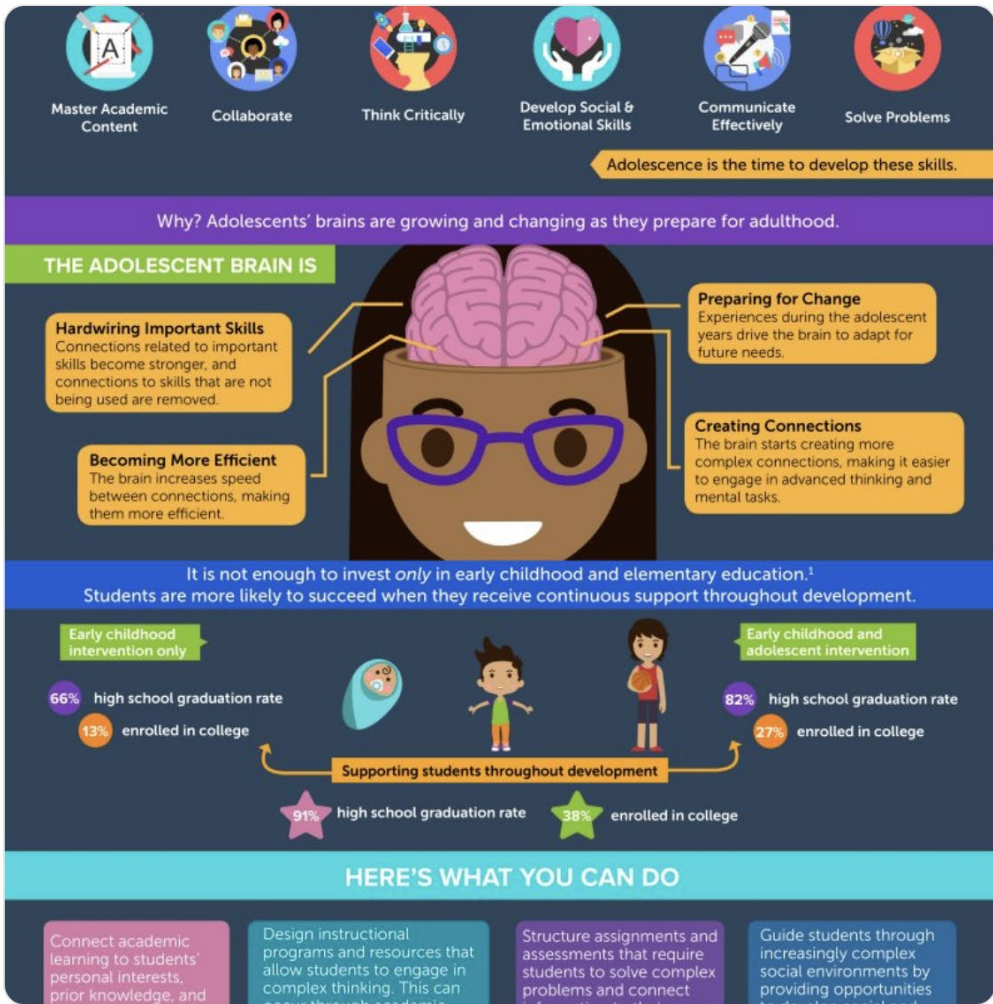 A
Master Academic
Content
Collaborate
Think Critically
Develop Social &
Emotional Skills
Communicate
Effectively
Solve Problems
Adolescence is the time to develop these skills.
Why? Adolescents' brains are growing and changing as they prepare for adulthood.
THE ADOLESCENT BRAIN IS
Hardwiring Important Skills
Connections related to important
skills become stronger, and
connections to skills that are not
being used are removed.
Becoming More Efficient
The brain increases speed
between connections, making
them more efficient.
Preparing for Change
Experiences during the adolescent
years drive the brain to adapt for
future needs.
Creating Connections
The brain starts creating more
complex connections, making it easier
to engage in advanced thinking and
mental tasks.
It is not enough to invest only in early childhood and elementary education.¹
Students are more likely to succeed when they receive continuous support throughout development.
Early childhood
intervention only
66% high school graduation rate
13% enrolled in college
Early childhood and
adolescent intervention
82% high school graduation rate
27% enrolled in college
Supporting students throughout development
91% high school graduation rate
38% enrolled in college
HERE'S WHAT YOU CAN DO
Connect academic
learning to students'
personal interests,
prior knowledge, and
Design instructional
programs and resources that
allow students to engage in
complex thinking. This can
Structure assignments and
assessments that require
students to solve complex
problems and connect
Guide students through
increasingly complex
social environments by
providing opportunities